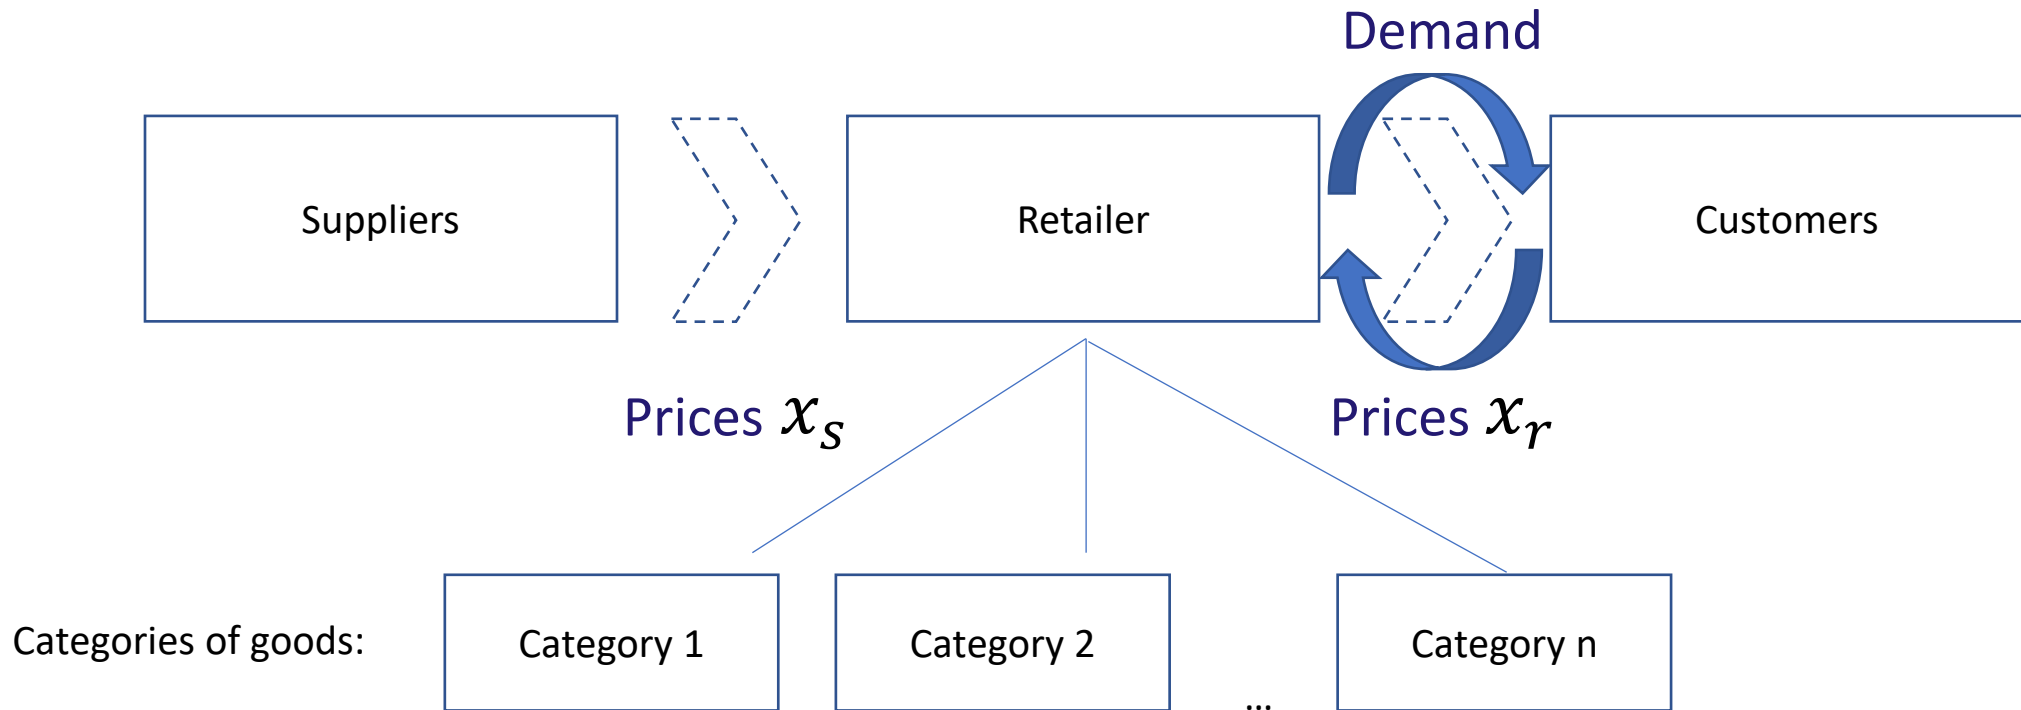 Demand
Suppliers
Retailer
Customers
Prices x_s
Prices x_r
Categories of goods:
Category 1
Category 2
...
Category n